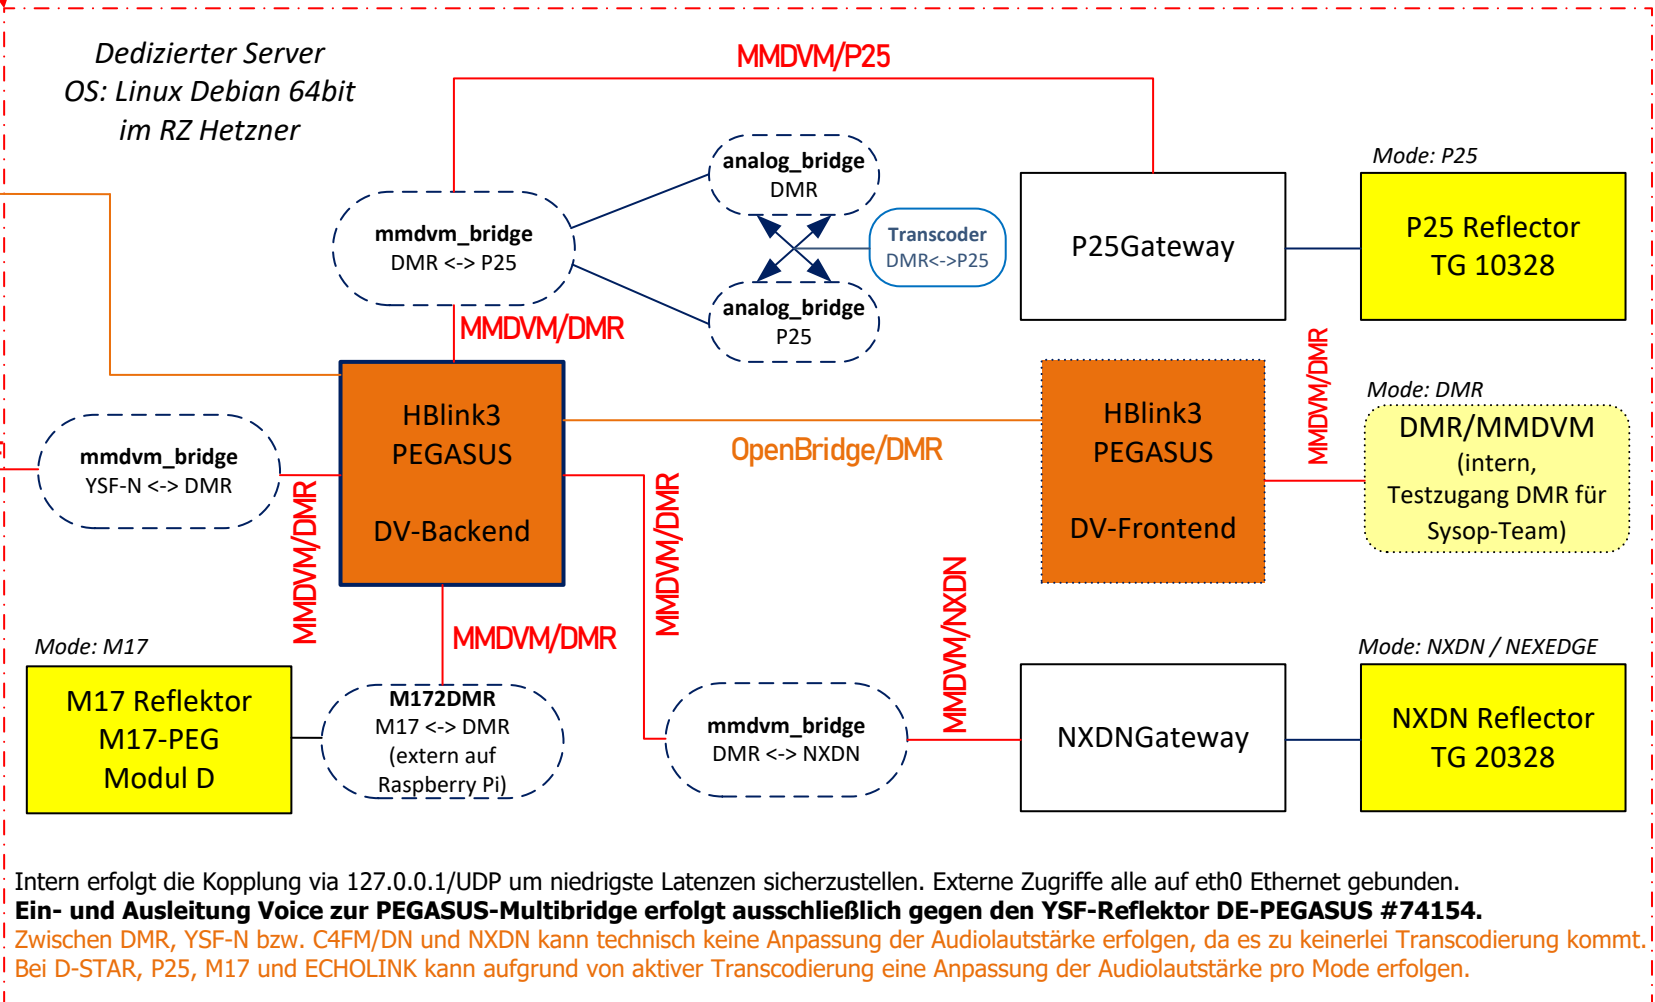 Dedizierter Server
OS: Linux Debian 64bit
im RZ Hetzner
MMDVM/P25
analog_bridge
DMR
Mode: P25
mmdvm_bridge
DMR <-> P25
Transcoder
DMR<->P25
P25Gateway
P25 Reflector
TG 10328
analog_bridge
P25
MMDVM/DMR
HBlink3
PEGASUS
DV-Backend
OpenBridge/DMR
HBlink3
PEGASUS
DV-Frontend
MMDVM/DMR
Mode: DMR
DMR/MMDVM
(intern,
Testzugang DMR für
Sysop-Team)
mmdvm_bridge
YSF-N <-> DMR
MMDVM/DMR
MMDVM/DMR
MMDVM/DMR
MMDVM/NXDN
Mode: M17
M17 Reflektor
M17-PEG
Modul D
M172DMR
M17 <-> DMR
(extern auf
Raspberry Pi)
mmdvm_bridge
DMR <-> NXDN
NXDNGateway
Mode: NXDN / NEXEDGE
NXDN Reflector
TG 20328
Intern erfolgt die Kopplung via 127.0.0.1/UDP um niedrigste Latenzen sicherzustellen. Externe Zugriffe alle auf eth0 Ethernet gebunden.
Ein- und Ausleitung Voice zur PEGASUS-Multibridge erfolgt ausschließlich gegen den YSF-Reflektor DE-PEGASUS #74154.
Zwischen DMR, YSF-N bzw. C4FM/DN und NXDN kann technisch keine Anpassung der Audiolautstärke erfolgen, da es zu keinerlei Transcodierung kommt.
Bei D-STAR, P25, M17 und ECHOLINK kann aufgrund von aktiver Transcodierung eine Anpassung der Audiolautstärke pro Mode erfolgen.